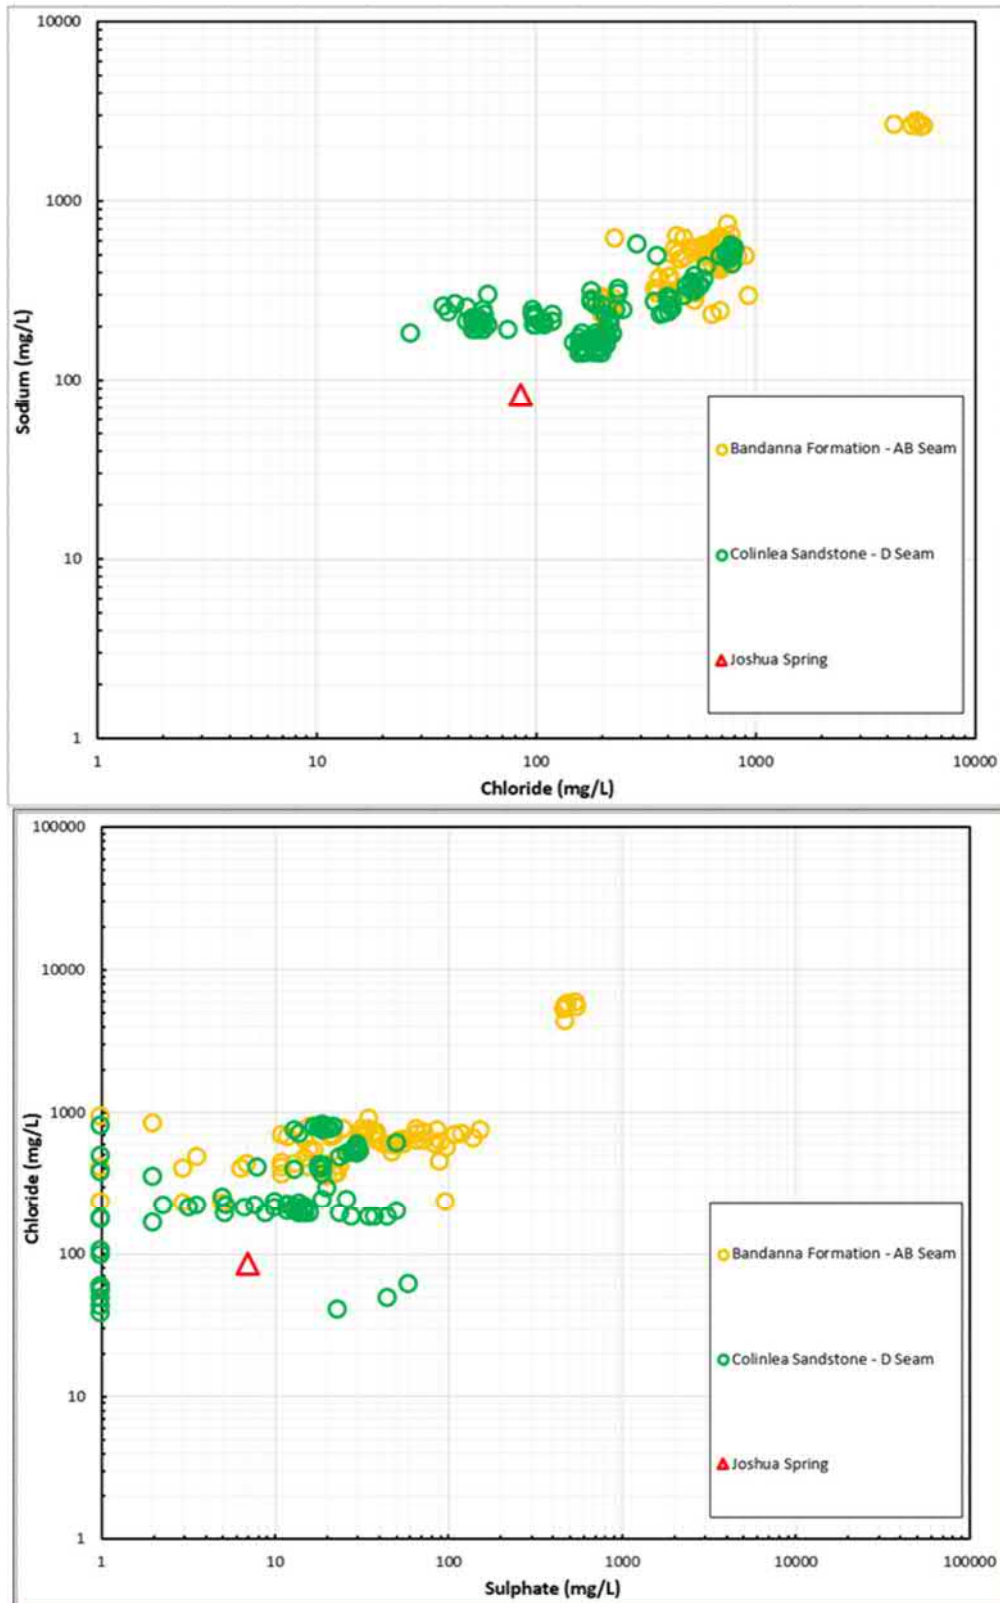 10000
1000
100
10
1
Sodium (mg/L)
Bandanna Formation - AB Seam
Colinlea Sandstone - D Seam
Joshua Spring
1 10 100 1000 10000
Chloride (mg/L)
100000
10000
1000
100
10
1
Chloride (mg/L)
Bandanna Formation - AB Seam
Colinlea Sandstone - D Seam
Joshua Spring
1 10 100 1000 10000 100000
Sulphate (mg/L)